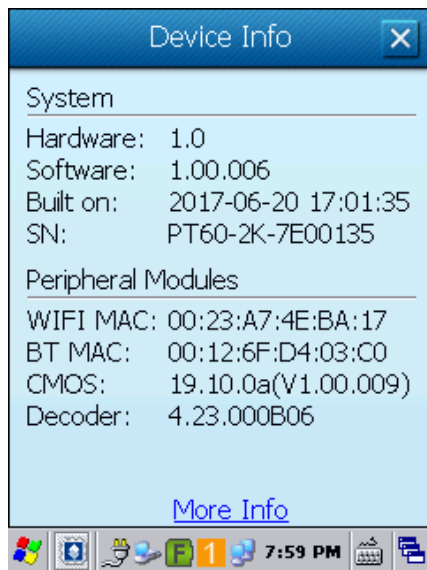 Device Info
System
Hardware: 1.0
Software: 1.00.006
Built on: 2017-06-20 17:01:35
SN: PT60-2K-7E00135
Peripheral Modules
WIFI MAC: 00:23:A7:4E:BA:17
BT MAC: 00:12:6F:D4:03:C0
CMOS: 19.10.0a(V1.00.009)
Decoder: 4.23.000B06
More Info
F 1 7:59 PM